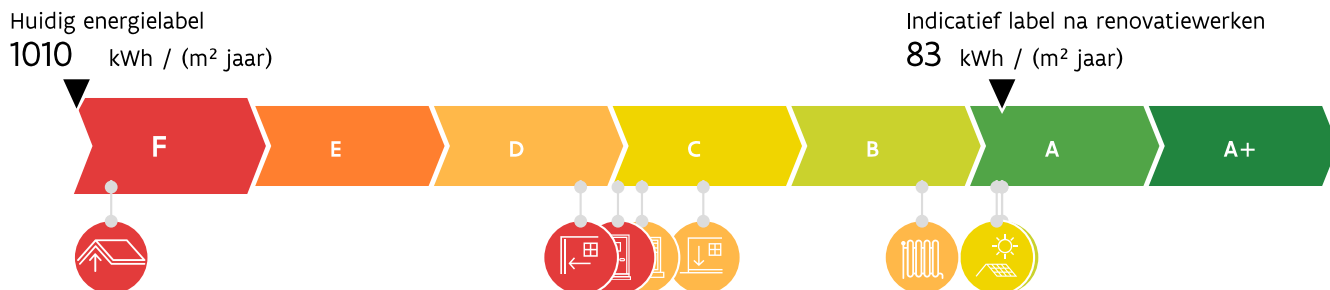 Huidig energielabel
1010 kWh / (m² jaar)
Indicatief label na renovatiewerken
83 kWh / (m² jaar)
F E D C B A A+